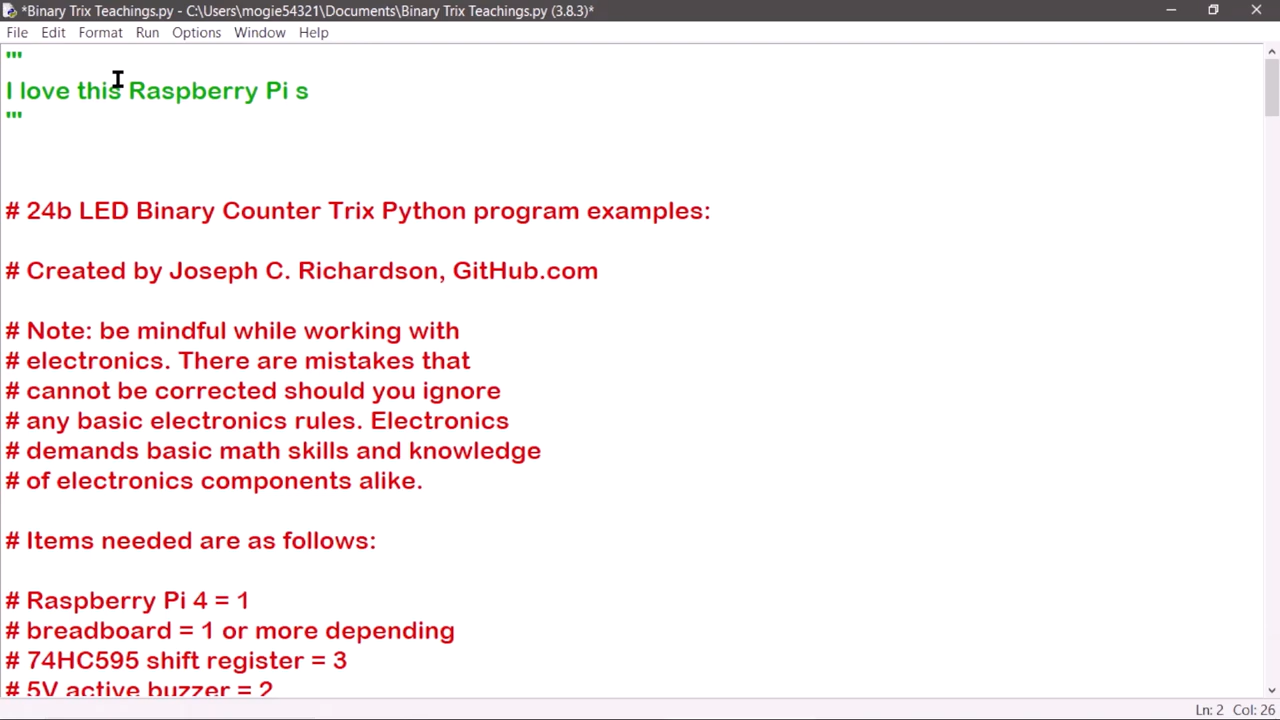 *Binary Trix Teachings.py - C:\Users\mogie54321\Documents\Binary Trix Teachings.py (3.8.3)*
File Edit Format Run Options Window Help
'''
I love this Raspberry Pi s
'''
# 24b LED Binary Counter Trix Python program examples:
# Created by Joseph C. Richardson, GitHub.com
# Note: be mindful while working with
# electronics. There are mistakes that
# cannot be corrected should you ignore
# any basic electronics rules. Electronics
# demands basic math skills and knowledge
# of electronics components alike.
# Items needed are as follows:
# Raspberry Pi 4 = 1
# breadboard = 1 or more depending
# 74HC595 shift register = 3
# 5V active buzzer = 2
Ln: 2 Col: 26